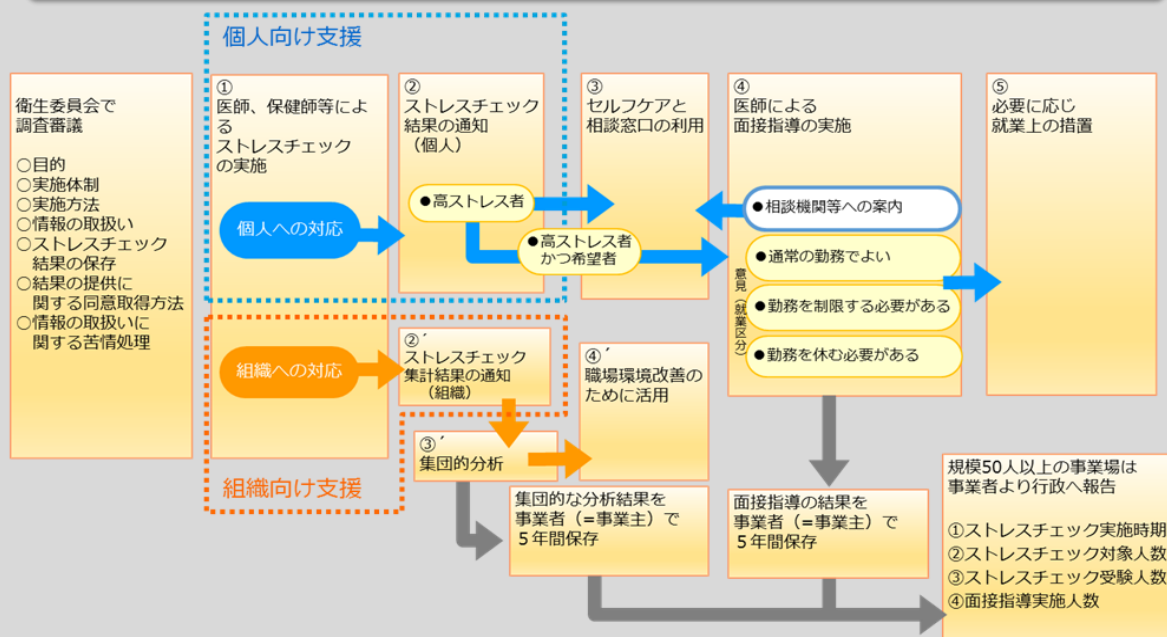 個人向け支援
衛生委員会で
調査審議
○目的
○実施体制
○実施方法
○情報の取扱い
○ストレスチェック
結果の保存
○結果の提供に
関する同意取得方法
○情報の取扱いに
関する苦情処理
①
医師、保健師等によ
る
ストレスチェック
の実施
個人への対応
組織への対応
②
ストレスチェック
結果の通知
（個人）
●高ストレス者
●高ストレス者
かつ希望者
③
セルフケアと
相談窓口の利用
④
医師による
面接指導の実施
●相談機関等への案内
意見（就業区分）
●通常の勤務でよい
●勤務を制限する必要がある
●勤務を休む必要がある
⑤
必要に応じ
就業上の措置
②´
ストレスチェック
集計結果の通知
（組織）
③´
集団的分析
④´
職場環境改善の
ために活用
組織向け支援
集団的な分析結果を
事業者（=事業主）で
５年間保存
面接指導の結果を
事業者（=事業主）で
５年間保存
規模50人以上の事業場は
事業者より行政へ報告
①ストレスチェック実施時期
②ストレスチェック対象人数
③ストレスチェック受験人数
④面接指導実施人数